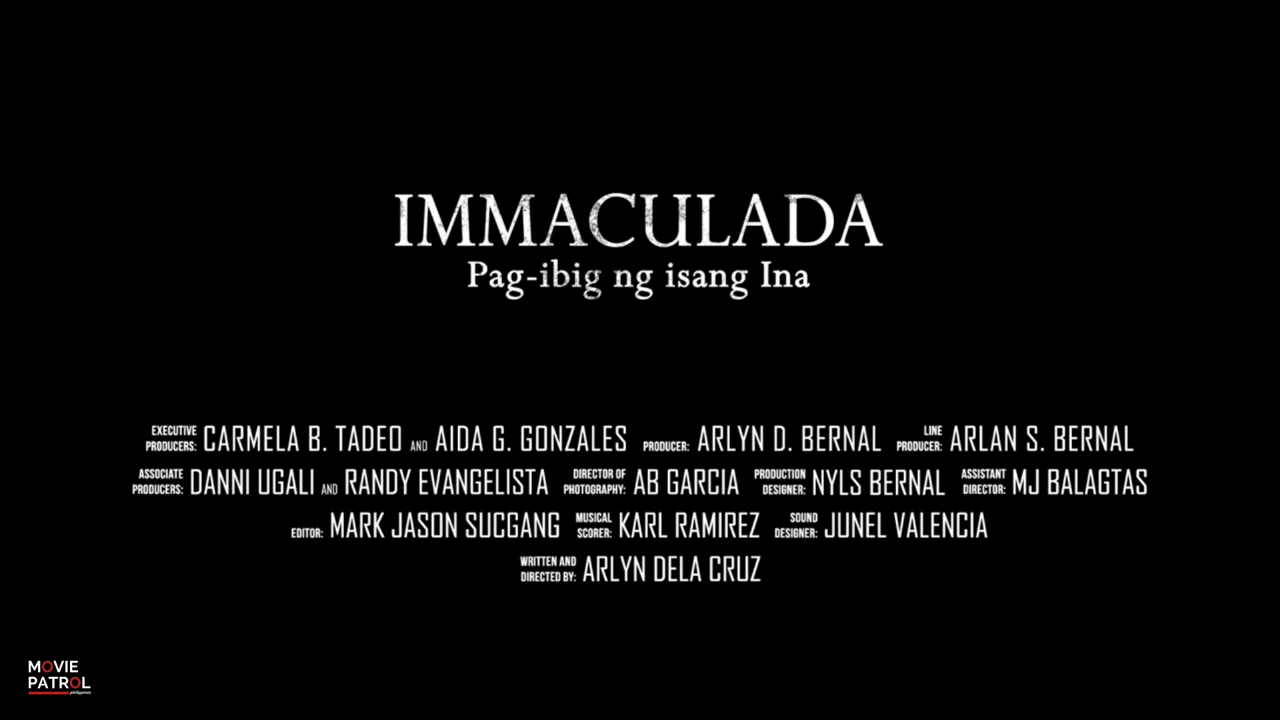 IMMACULADA
Pag-ibig ng isang Ina
EXECUTIVE PRODUCERS: CARMELA B. TADEO AND AIDA G. GONZALES PRODUCER: ARLYN D. BERNAL LINE PRODUCER: ARLAN S. BERNAL
ASSOCIATE PRODUCERS: DANNI UGALI AND RANDY EVANGELISTA DIRECTOR OF PHOTOGRAPHY: AB GARCIA PRODUCTION DESIGNER: NYLS BERNAL ASSISTANT DIRECTOR: MJ BALAGTAS
EDITOR: MARK JASON SUCGANG MUSICAL SCORER: KARL RAMIREZ SOUND DESIGNER: JUNEL VALENCIA
WRITTEN AND DIRECTED BY: ARLYN DELA CRUZ
MOVIE
PATROL
philippines